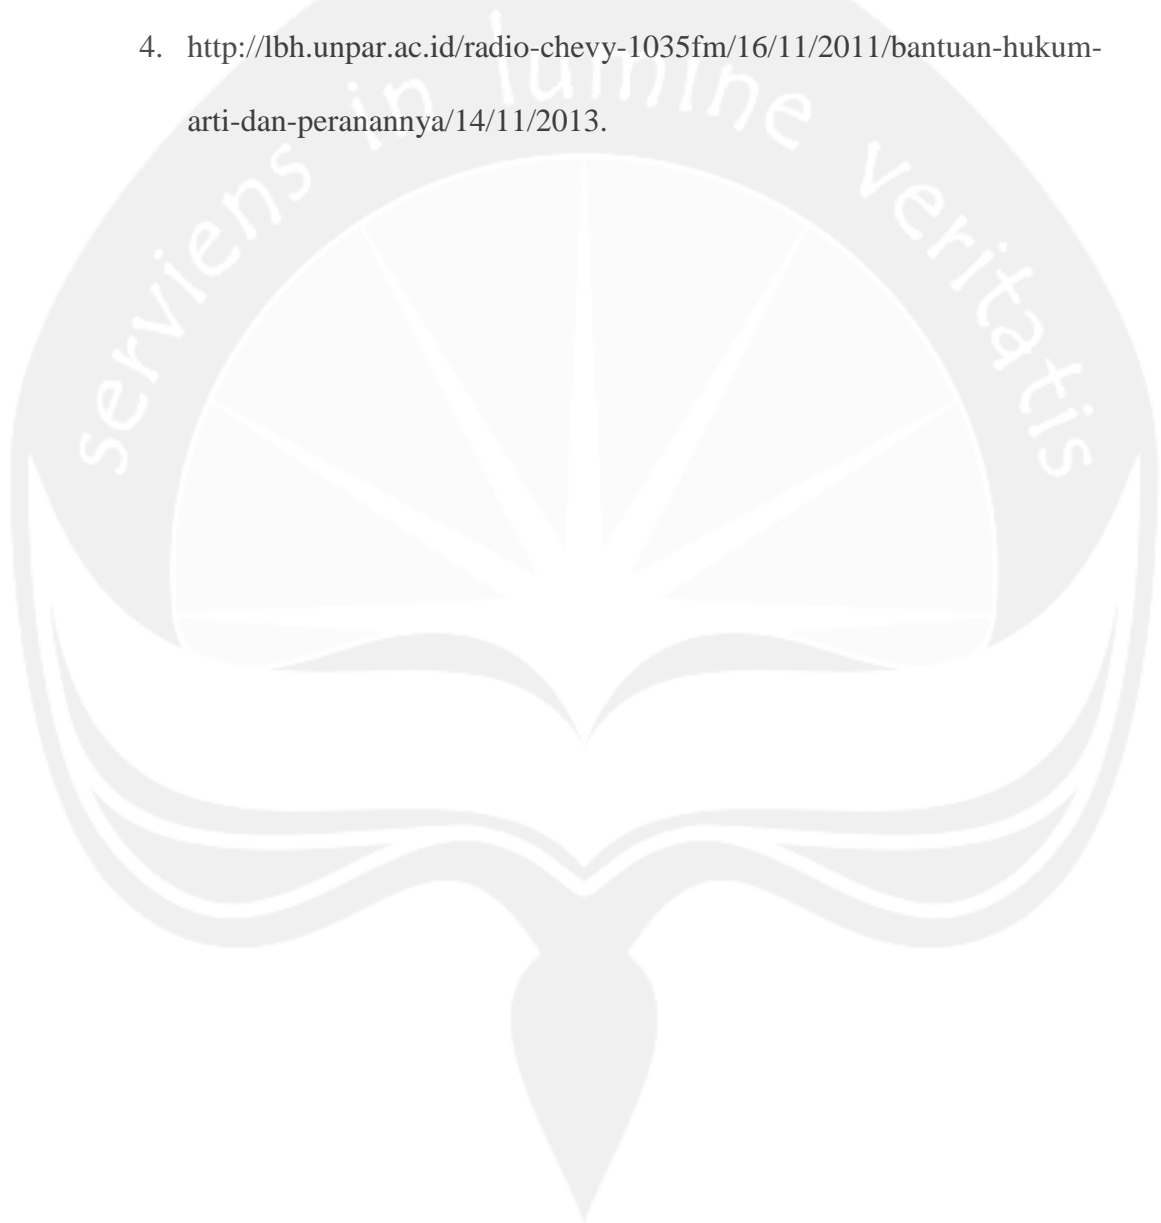 4. http://lbh.unpar.ac.id/radio-chevy-1035fm/16/11/2011/bantuan-hukum-
arti-dan-peranannya/14/11/2013.
serviens in lumine veritatis